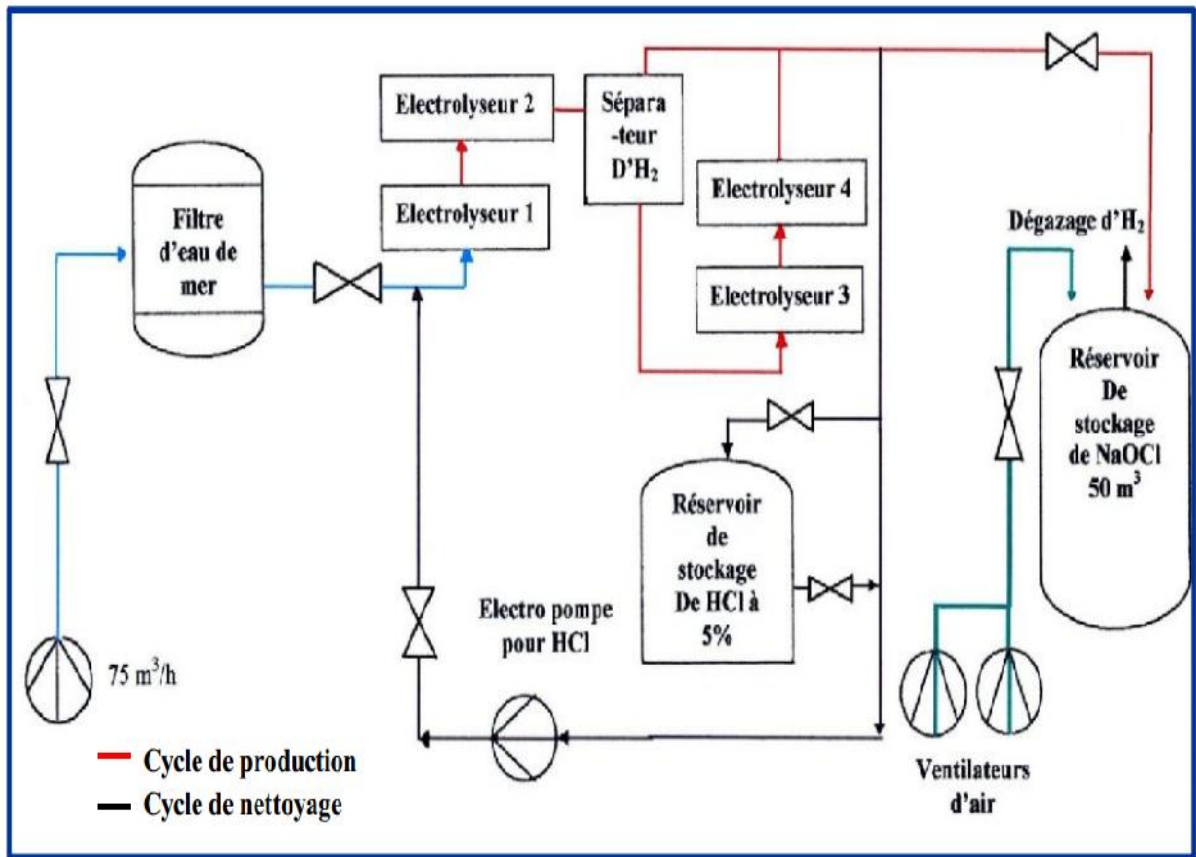 Electrolyseur 2
Sépara
-teur
D'H2
Electrolyseur 1
Filtre
d'eau de
mer
Electrolyseur 4
Electrolyseur 3
Dégazage d'H2
Réservoir
De
stockage
de NaOCl
50 m3
Réservoir
de
stockage
De HCl à
5%
Electro pompe
pour HCl
75 m3/h
Ventilateurs
d'air
Cycle de production
Cycle de nettoyage